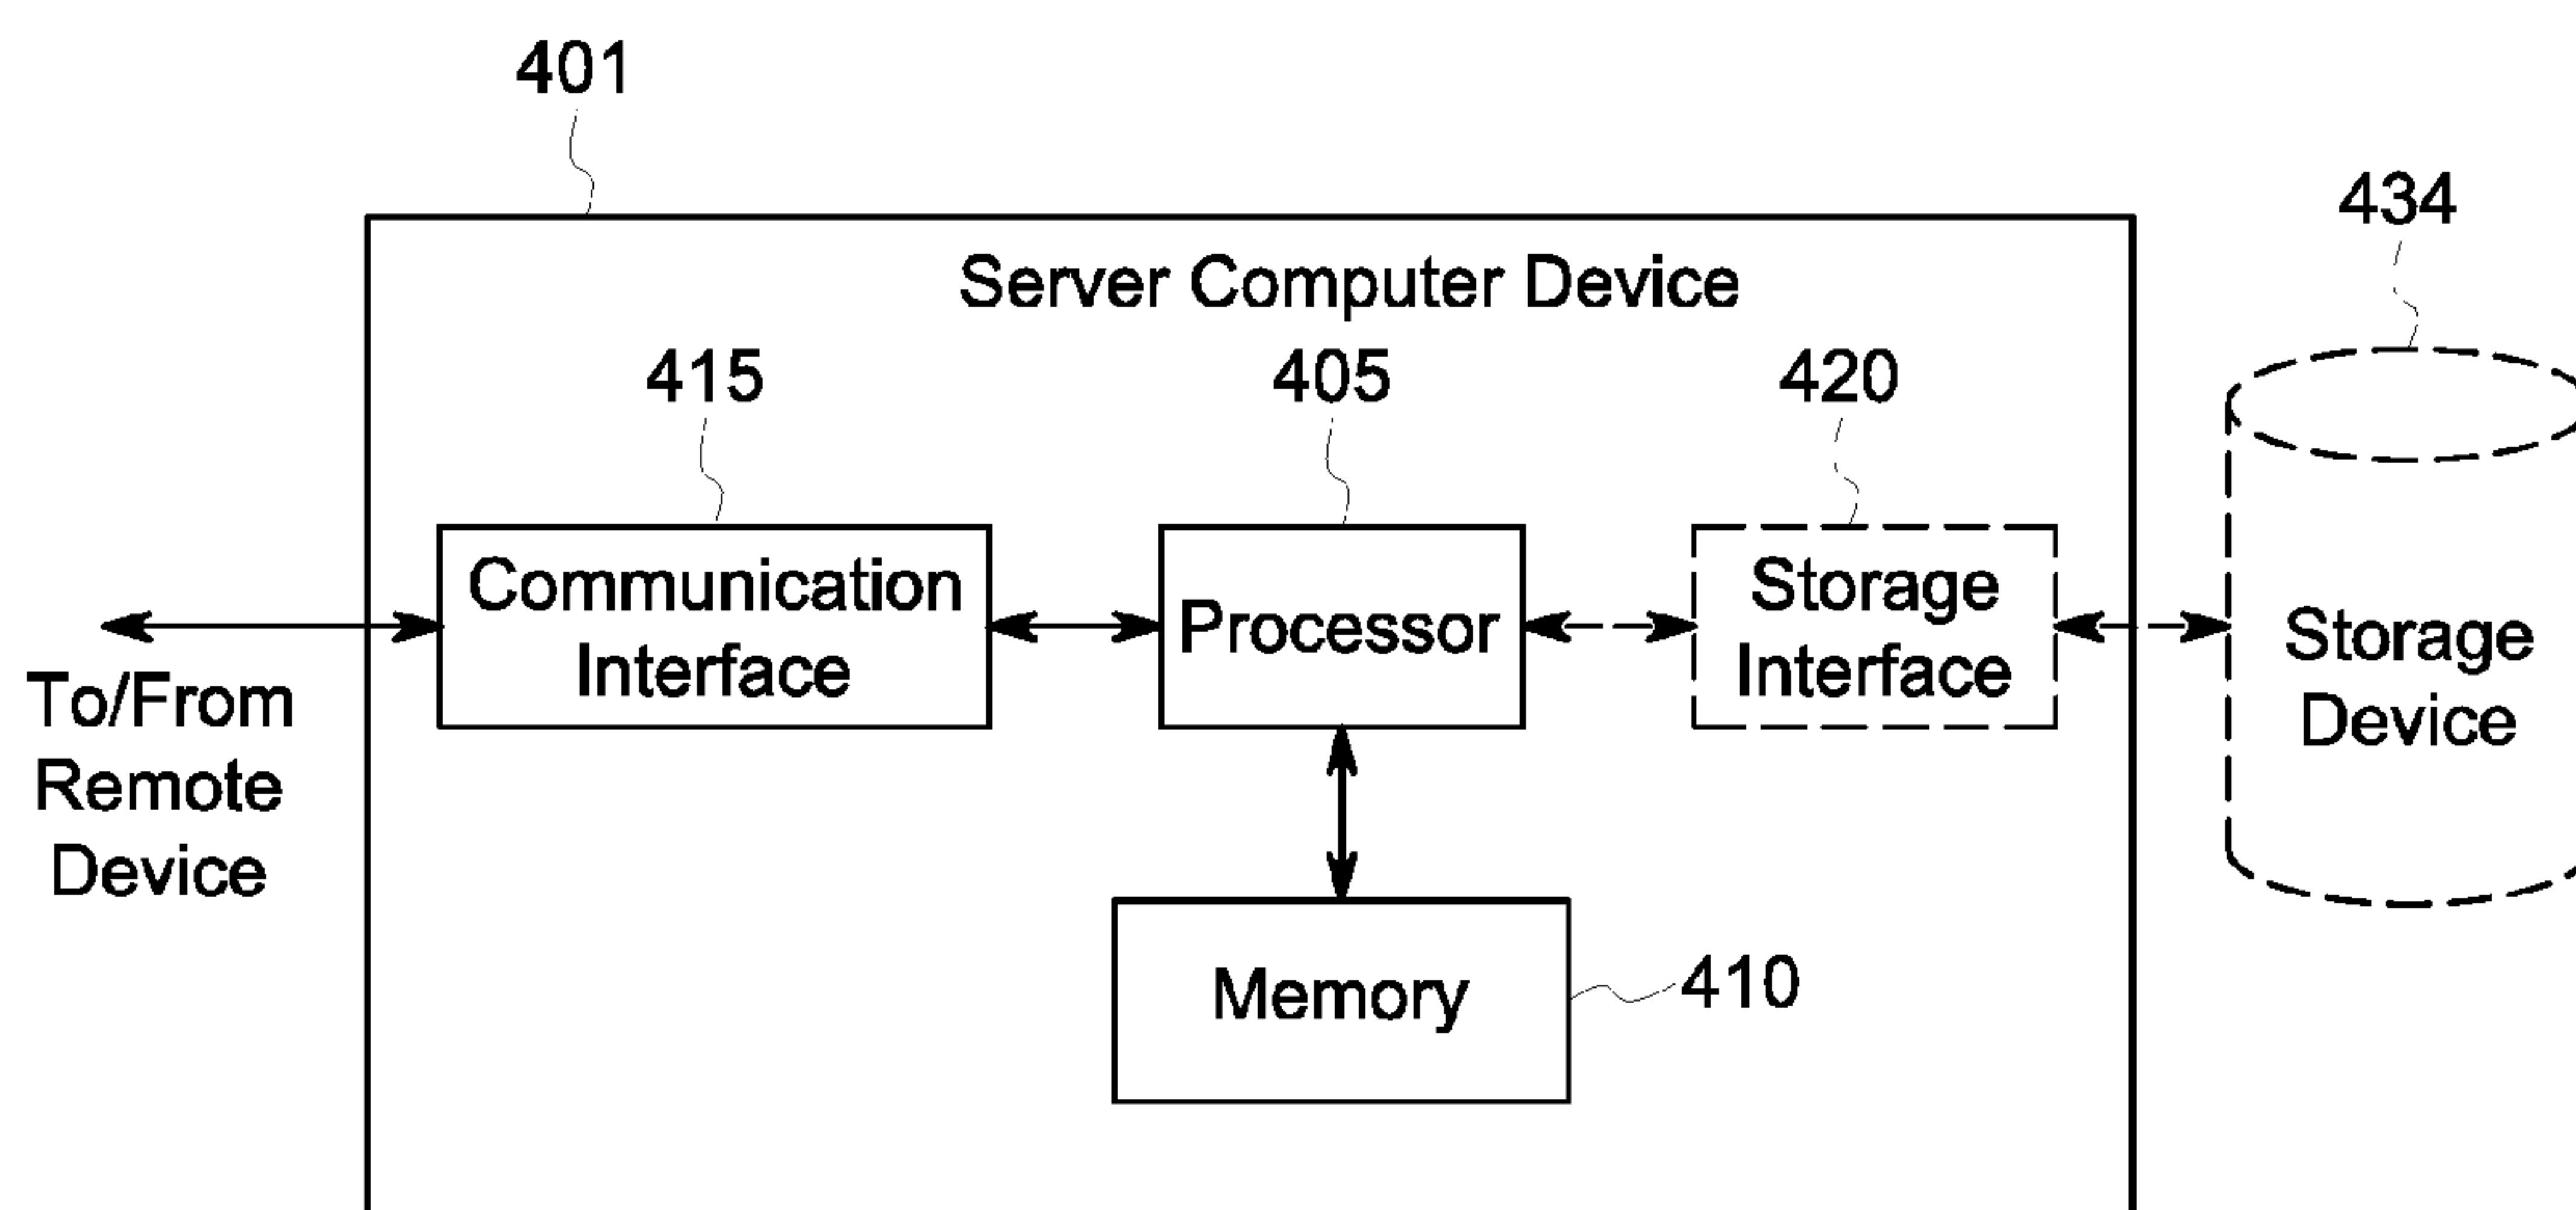 401
434
Server Computer Device
415
405
420
Communication
Interface
Processor
Storage
Interface
Storage
Device
To/From
Remote
Device
Memory
410